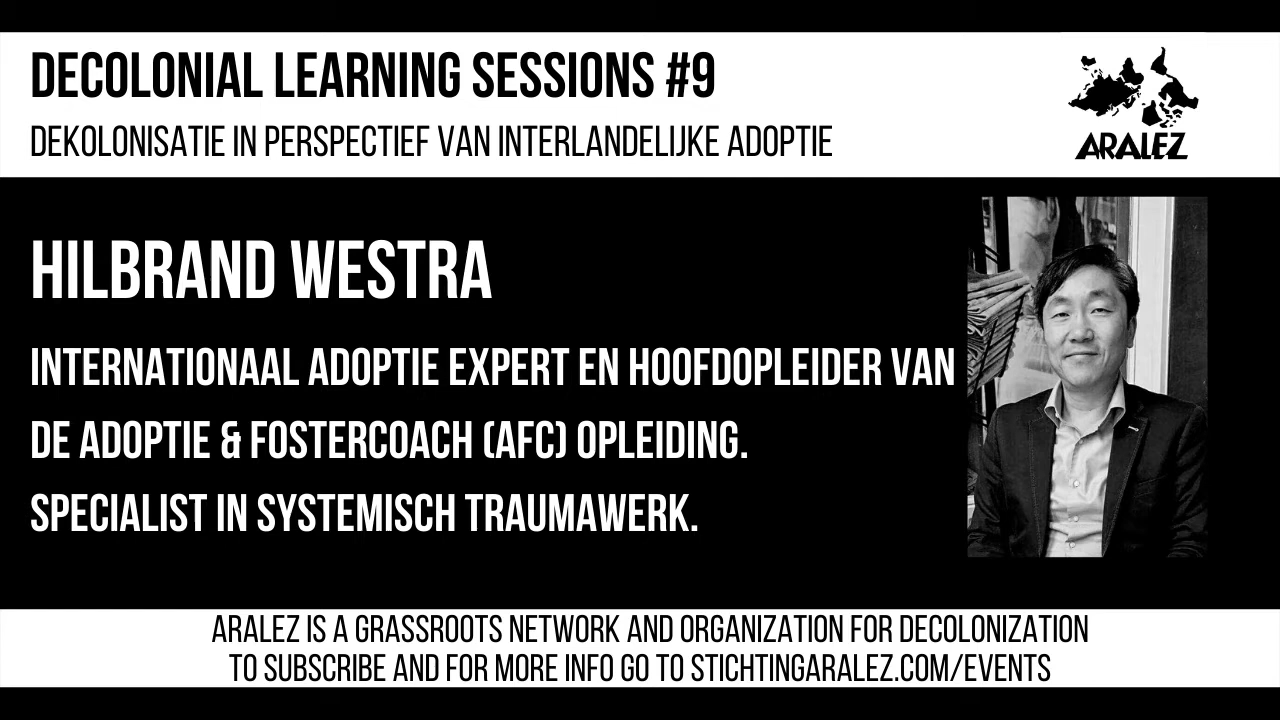 DECOLONIAL LEARNING SESSIONS #9
DEKOLONISATIE IN PERSPECTIEF VAN INTERLANDELIJKE ADOPTIE
ARALEZ
HILBRAND WESTRA
INTERNATIONAAL ADOPTIE EXPERT EN HOOFDOPLEIDER VAN
DE ADOPTIE & FOSTERCOACH (AFC) OPLEIDING.
SPECIALIST IN SYSTEMISCH TRAUMAWERK.
ARALEZ IS A GRASSROOTS NETWORK AND ORGANIZATION FOR DECOLONIZATION
TO SUBSCRIBE AND FOR MORE INFO GO TO STICHTINGARALEZ.COM/EVENTS